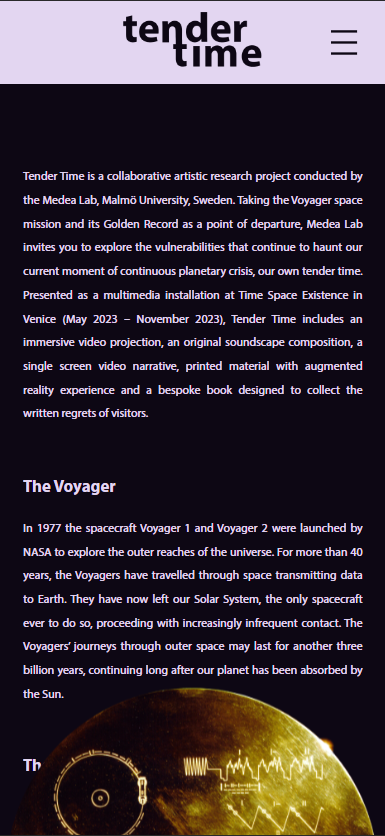 tender
time
Tender Time is a collaborative artistic research project conducted by
the Medea Lab, Malmö University, Sweden. Taking the Voyager space
mission and its Golden Record as a point of departure, Medea Lab
invites you to explore the vulnerabilities that continue to haunt our
current moment of continuous planetary crisis, our own tender time.
Presented as a multimedia installation at Time Space Existence in
Venice (May 2023 – November 2023), Tender Time includes an
immersive video projection, an original soundscape composition, a
single screen video narrative, printed material with augmented
reality experience and a bespoke book designed to collect the
written regrets of visitors.
The Voyager
In 1977 the spacecraft Voyager 1 and Voyager 2 were launched by
NASA to explore the outer reaches of the universe. For more than 40
years, the Voyagers have travelled through space transmitting data
to Earth. They have now left our Solar System, the only spacecraft
ever to do so, proceeding with increasingly infrequent contact. The
Voyagers’ journeys through outer space may last for another three
billion years, continuing long after our planet has been absorbed by
the Sun.